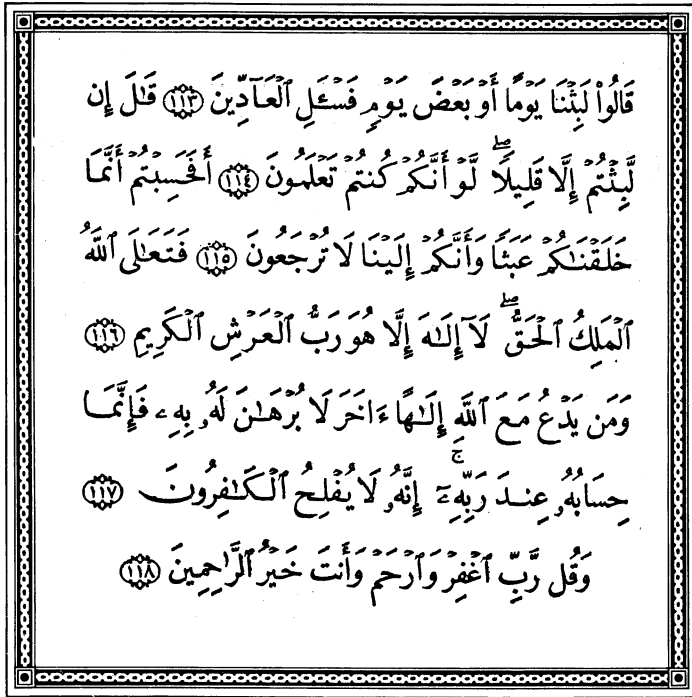 قَالُوا۟ لَبِثْنَا يَوْمًا أَوْ بَعْضَ يَوْمٍ فَسْـَٔلِ ٱلْعَآدِّينَ ١١٣ قَٰلَ إِن
لَّبِثْتُمْ إِلَّا قَلِيلًا ۖ لَّوْ أَنَّكُمْ كُنتُمْ تَعْلَمُونَ ١١٤ أَفَحَسِبْتُمْ أَنَّمَا
خَلَقْنَٰكُمْ عَبَثًا وَأَنَّكُمْ إِلَيْنَا لَا تُرْجَعُونَ ١١٥ فَتَعَٰلَى ٱللَّهُ
ٱلْمَلِكُ ٱلْحَقُّ ۖ لَآ إِلَٰهَ إِلَّا هُوَ رَبُّ ٱلْعَرْشِ ٱلْكَرِيمِ ١١٦
وَمَن يَدْعُ مَعَ ٱللَّهِ إِلَٰهًا ءَاخَرَ لَا بُرْهَٰنَ لَهُۥ بِهِۦ فَإِنَّمَا
حِسَابُهُۥ عِندَ رَبِّهِۦٓ ۚ إِنَّهُۥ لَا يُفْلِحُ ٱلْكَٰفِرُونَ ١١٧
وَقُل رَّبِّ ٱغْفِرْ وَٱرْحَمْ وَأَنتَ خَيْرُ ٱلرَّٰحِمِينَ ١١٨